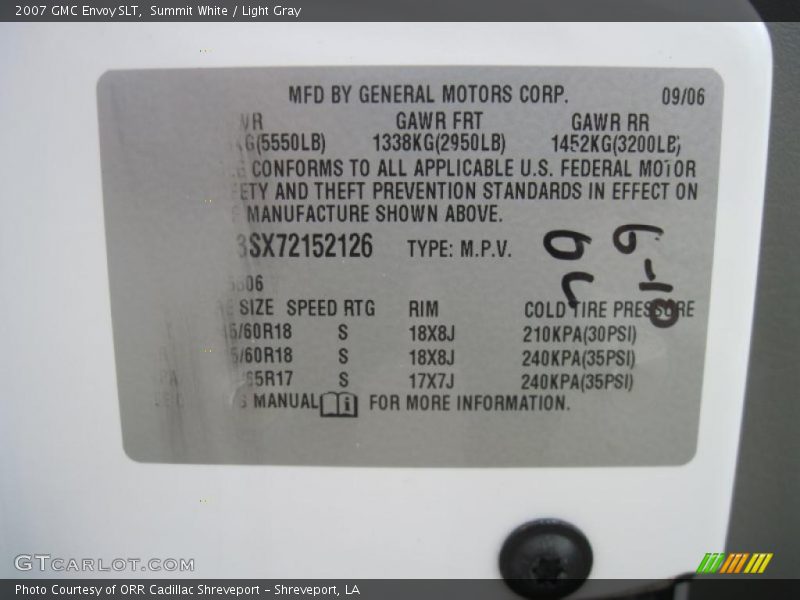 2007 GMC Envoy SLT, Summit White / Light Gray
MFD BY GENERAL MOTORS CORP. 09/06
GAWR FRT GAWR RR
(5550LB) 1338KG(2950LB) 1452KG(3200LB)
CONFORMS TO ALL APPLICABLE U.S. FEDERAL MOTOR
AND THEFT PREVENTION STANDARDS IN EFFECT ON
MANUFACTURE SHOWN ABOVE.
3SX72152126 TYPE: M.P.V.
SIZE SPEED RTG RIM COLD TIRE PRESSURE
5/60R18 S 18X8J 210KPA(30PSI)
5/60R18 S 18X8J 240KPA(35PSI)
65R17 S 17X7J 240KPA(35PSI)
MANUAL FOR MORE INFORMATION.
GTCARLOT.COM
Photo Courtesy of ORR Cadillac Shreveport - Shreveport, LA